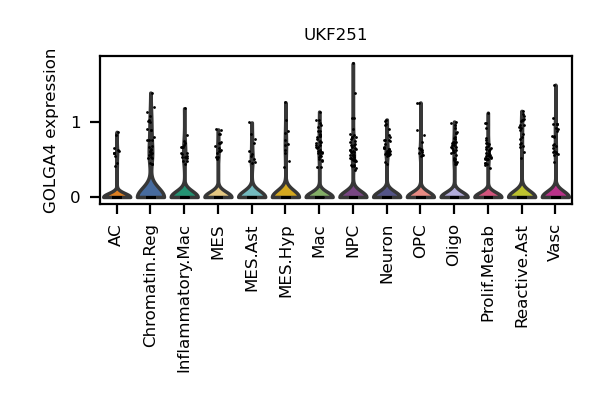 UKF251
GOLGA4 expression
1
0
AC
Chromatin.Reg
Inflammatory.Mac
MES
MES.Ast
MES.Hyp
Mac
NPC
Neuron
OPC
Oligo
Prolif.Metab
Reactive.Ast
Vasc